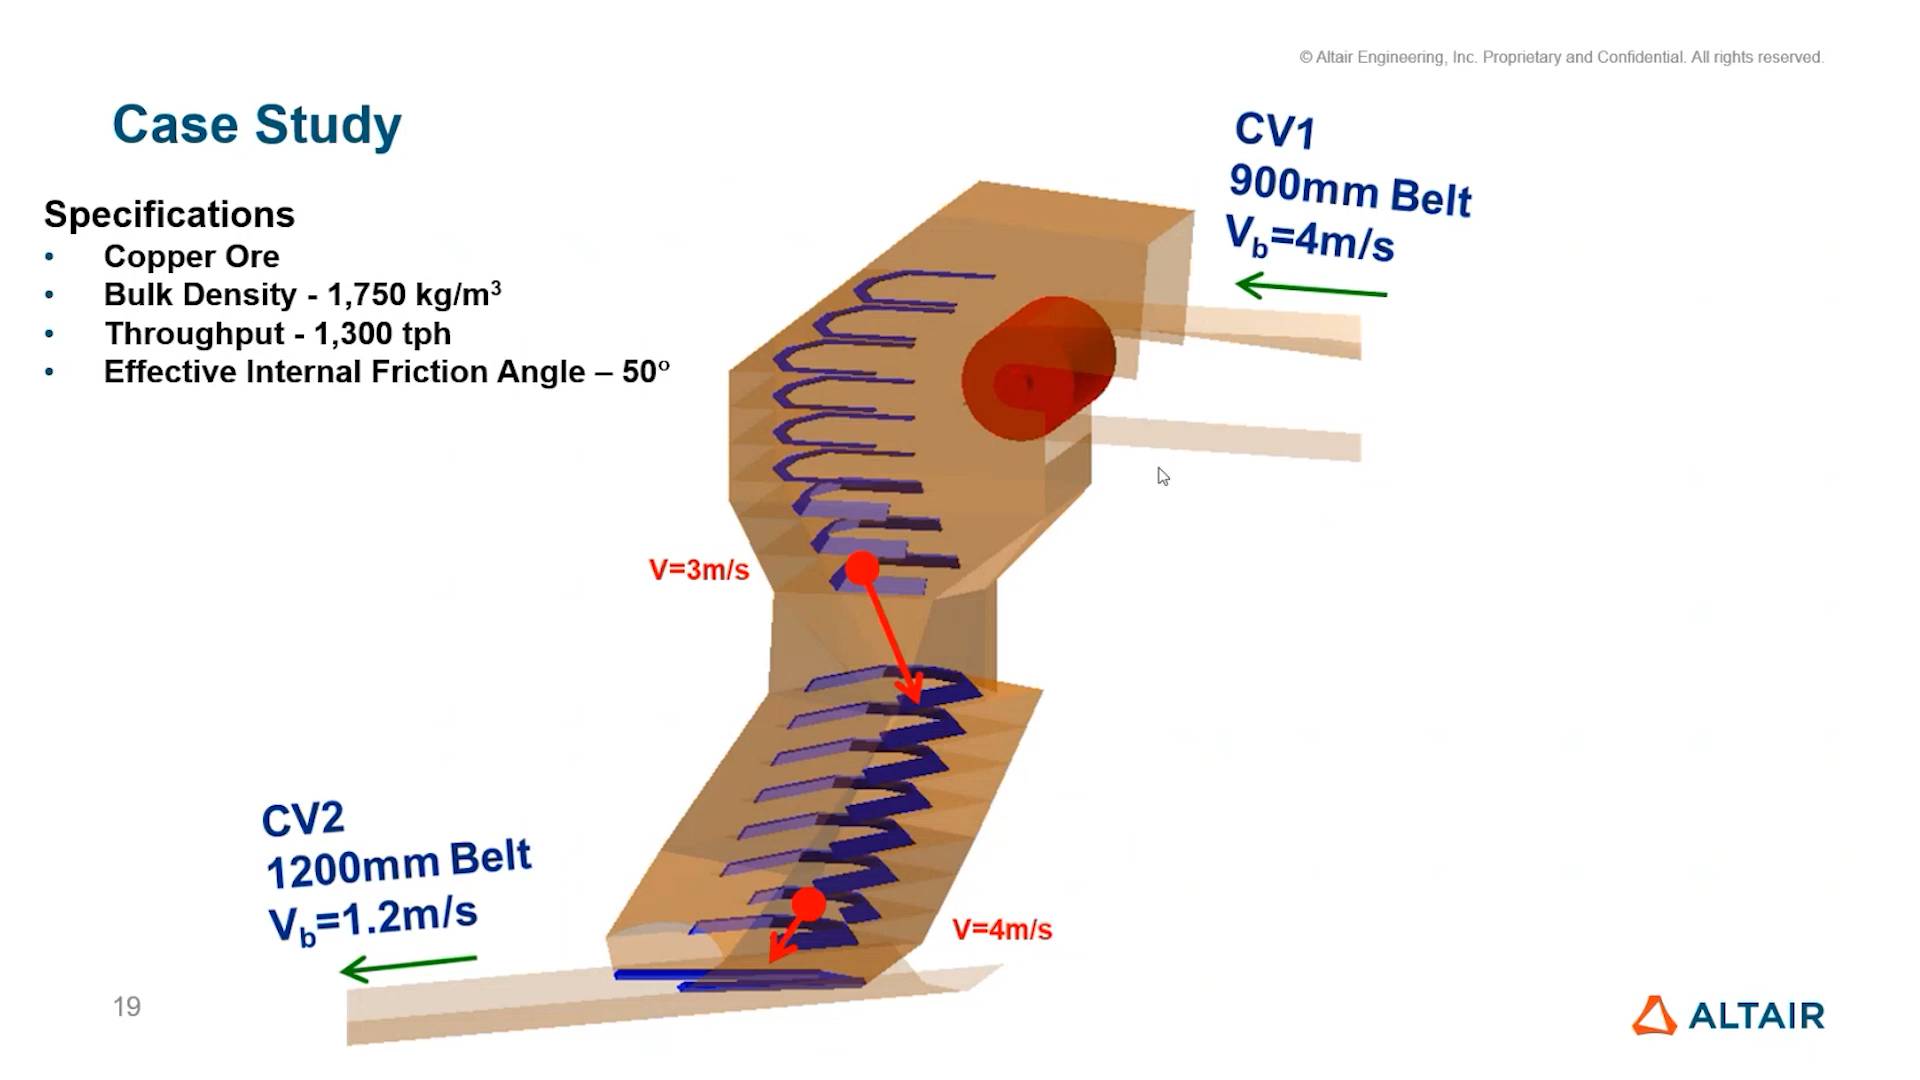 © Altair Engineering, Inc. Proprietary and Confidential. All rights reserved.
Case Study
Specifications
• Copper Ore
• Bulk Density - 1,750 kg/m³
• Throughput - 1,300 tph
• Effective Internal Friction Angle – 50°
CV1
900mm Belt
Vb=4m/s
V=3m/s
CV2
1200mm Belt
Vb=1.2m/s
V=4m/s
19
ALTAIR